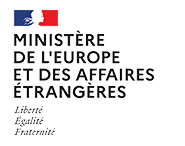 MINISTÈRE
DE L'EUROPE
ET DES AFFAIRES
ÉTRANGÈRES
Liberté
Égalité
Fraternité